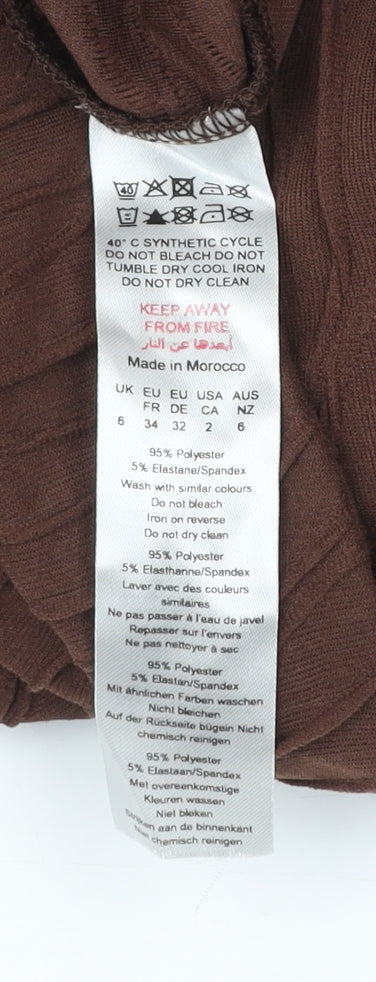 40
40° C SYNTHETIC CYCLE
DO NOT BLEACH DO NOT
TUMBLE DRY COOL IRON
DO NOT DRY CLEAN
KEEP AWAY
FROM FIRE
أبعدها عن النار
Made in Morocco
UK EU EU USA AUS
FR DE CA NZ
6 34 32 2 6
95% Polyester
5% Elastane/Spandex
Wash with similar colours
Do not bleach
Iron on reverse
Do not dry clean
95% Polyester
5% Elasthanne/Spandex
Laver avec des couleurs
similaires
Ne pas passer à l'eau de javel
Repasser sur l'envers
Ne pas nettoyer à sec
95% Polyester
5% Elastan/Spandex
Mit ähnlichen Farben waschen
Nicht bleichen
Auf der Rückseite bügein Nicht
chemisch reinigen
95% Polyester
5% Elastaan/Spandex
Met overeenkomstige
Kleuren wassen
Niet bleken
Strijken aan de binnenkant
Niet chemisch reinigen